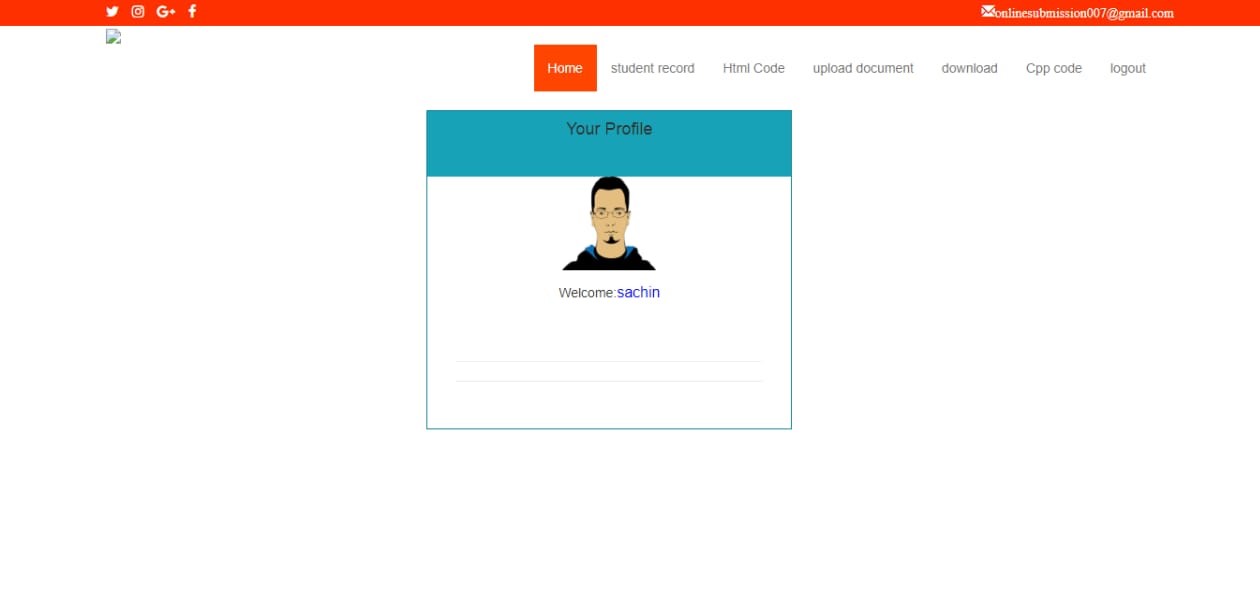 onlinesubmission007@gmail.com
Home student record Html Code upload document download Cpp code logout
Your Profile
Welcome:sachin